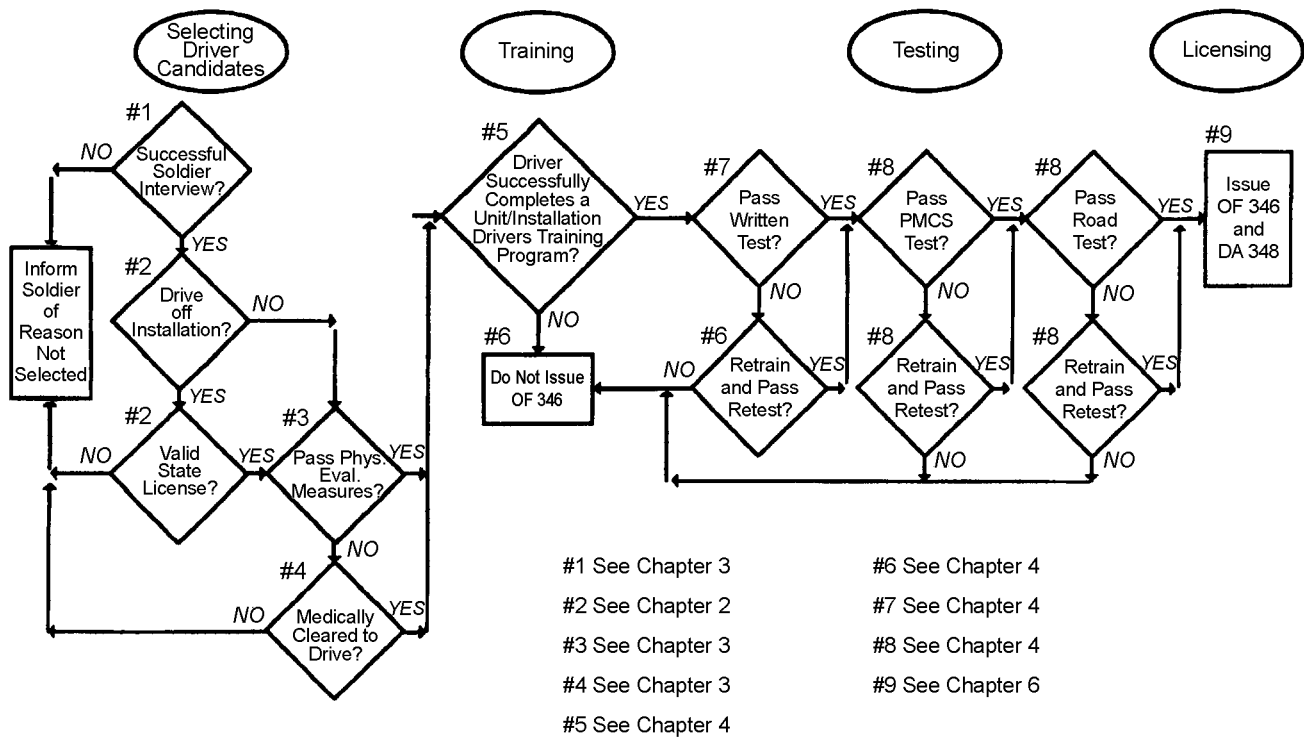 Selecting
Driver
Candidates
Training
Testing
Licensing
#1
Successful
Soldier
Interview?
NO
YES
Inform
Soldier
of
Reason
Not
Selected
#2
Drive
off
Installation?
NO
YES
#2
Valid
State
License?
NO
YES
#3
Pass Phys.
Eval.
Measures?
YES
NO
#4
Medically
Cleared to
Drive?
NO
YES
#5
Driver
Successfully
Completes a
Unit/Installation
Drivers Training
Program?
YES
NO
#6
Do Not Issue
OF 346
#7
Pass
Written
Test?
YES
NO
#6
Retrain
and Pass
Retest?
NO
YES
#8
Pass
PMCS
Test?
YES
NO
#8
Retrain
and Pass
Retest?
YES
NO
#8
Pass
Road
Test?
YES
NO
#8
Retrain
and Pass
Retest?
YES
NO
#9
Issue
OF 346
and
DA 348
#1 See Chapter 3
#2 See Chapter 2
#3 See Chapter 3
#4 See Chapter 3
#5 See Chapter 4
#6 See Chapter 4
#7 See Chapter 4
#8 See Chapter 4
#9 See Chapter 6